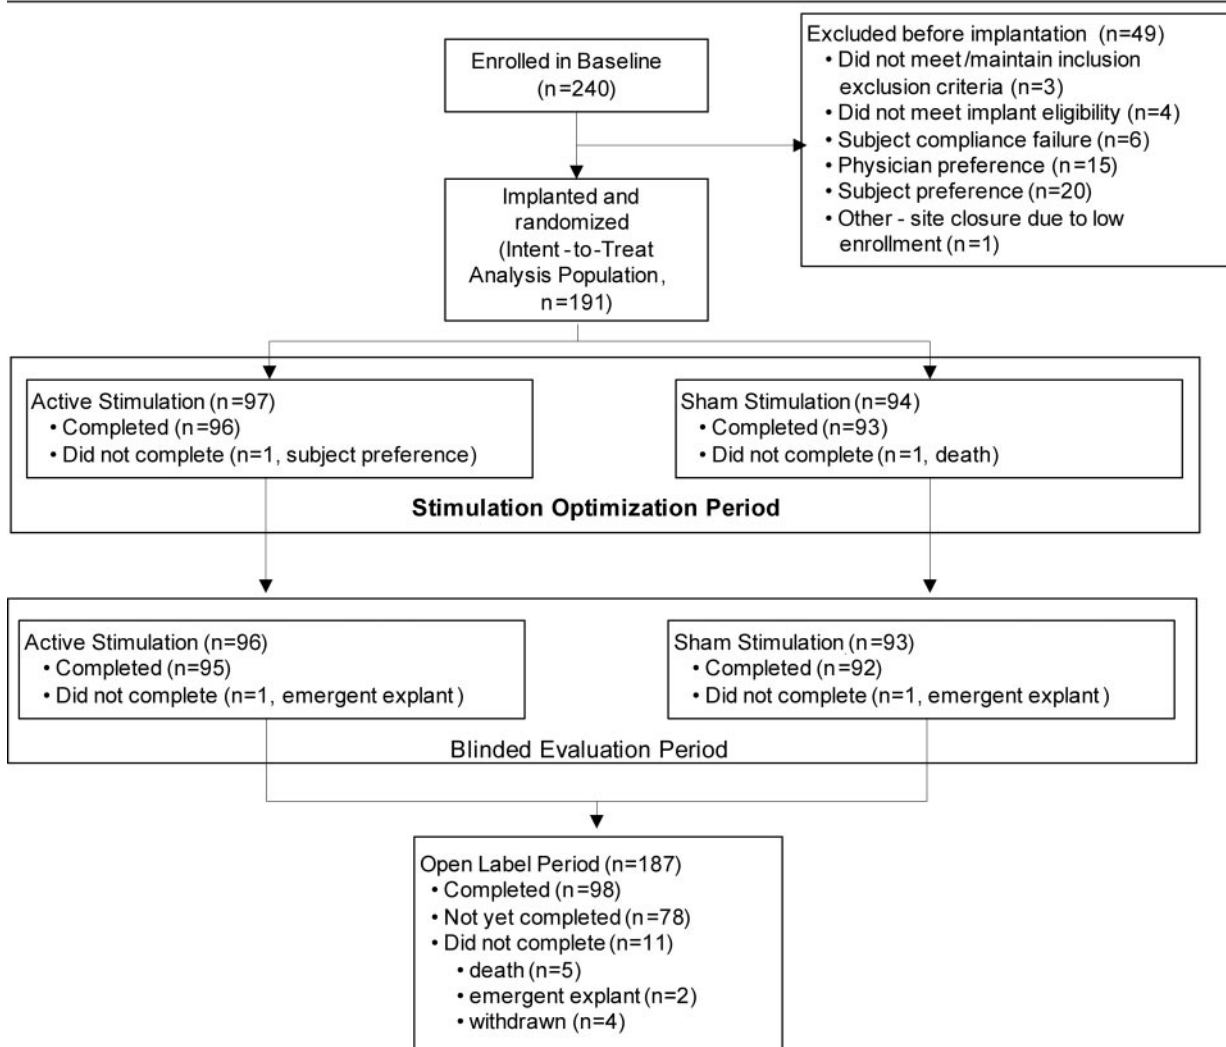 Enrolled in Baseline
(n=240)
Excluded before implantation (n=49)
• Did not meet/maintain inclusion
exclusion criteria (n=3)
• Did not meet implant eligibility (n=4)
• Subject compliance failure (n=6)
• Physician preference (n=15)
• Subject preference (n=20)
• Other - site closure due to low
enrollment (n=1)
Implanted and
randomized
(Intent-to-Treat
Analysis Population,
n=191)
Active Stimulation (n=97)
• Completed (n=96)
• Did not complete (n=1, subject preference)
Sham Stimulation (n=94)
• Completed (n=93)
• Did not complete (n=1, death)
Stimulation Optimization Period
Active Stimulation (n=96)
• Completed (n=95)
• Did not complete (n=1, emergent explant)
Sham Stimulation (n=93)
• Completed (n=92)
• Did not complete (n=1, emergent explant)
Blinded Evaluation Period
Open Label Period (n=187)
• Completed (n=98)
• Not yet completed (n=78)
• Did not complete (n=11)
• death (n=5)
• emergent explant (n=2)
• withdrawn (n=4)